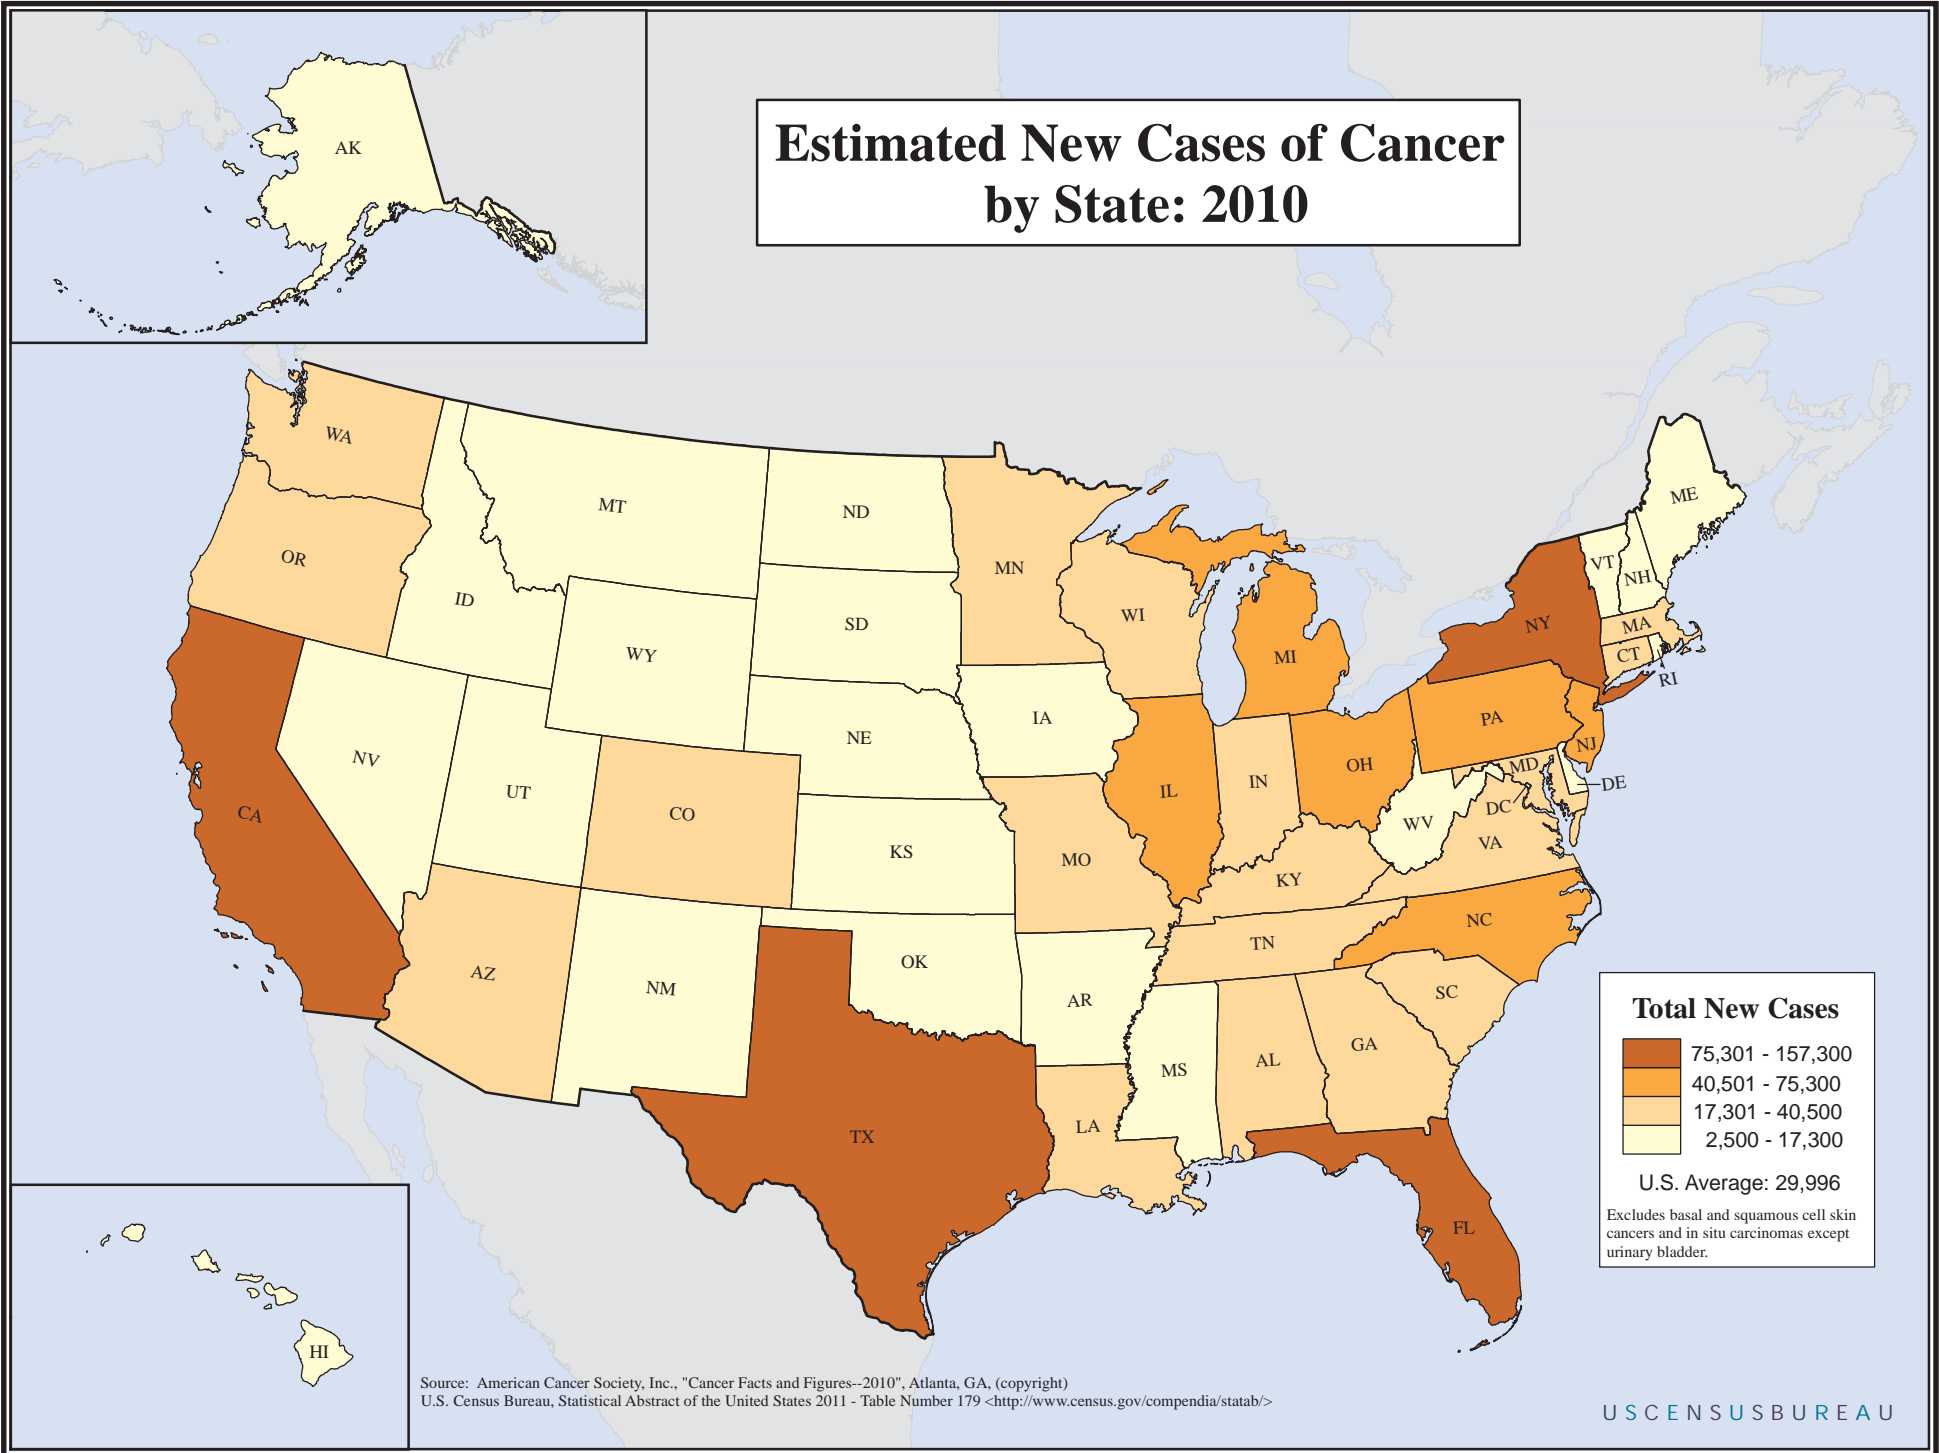 Estimated New Cases of Cancer
by State: 2010
AK
WA
MT
ND
MN
ME
OR
ID
WY
SD
WI
MI
NY
VT
NH
MA
CT
RI
NV
UT
CO
NE
IA
IL
IN
OH
PA
NJ
MD
DE
DC
CA
KS
MO
KY
WV
VA
AZ
NM
OK
AR
TN
NC
SC
TX
LA
MS
AL
GA
FL
HI
Total New Cases
75,301 - 157,300
40,501 - 75,300
17,301 - 40,500
2,500 - 17,300
U.S. Average: 29,996
Excludes basal and squamous cell skin
cancers and in situ carcinomas except
urinary bladder.
Source: American Cancer Society, Inc., "Cancer Facts and Figures--2010", Atlanta, GA, (copyright)
U.S. Census Bureau, Statistical Abstract of the United States 2011 - Table Number 179 <http://www.census.gov/compendia/statab/>
USCENSUSBUREAU